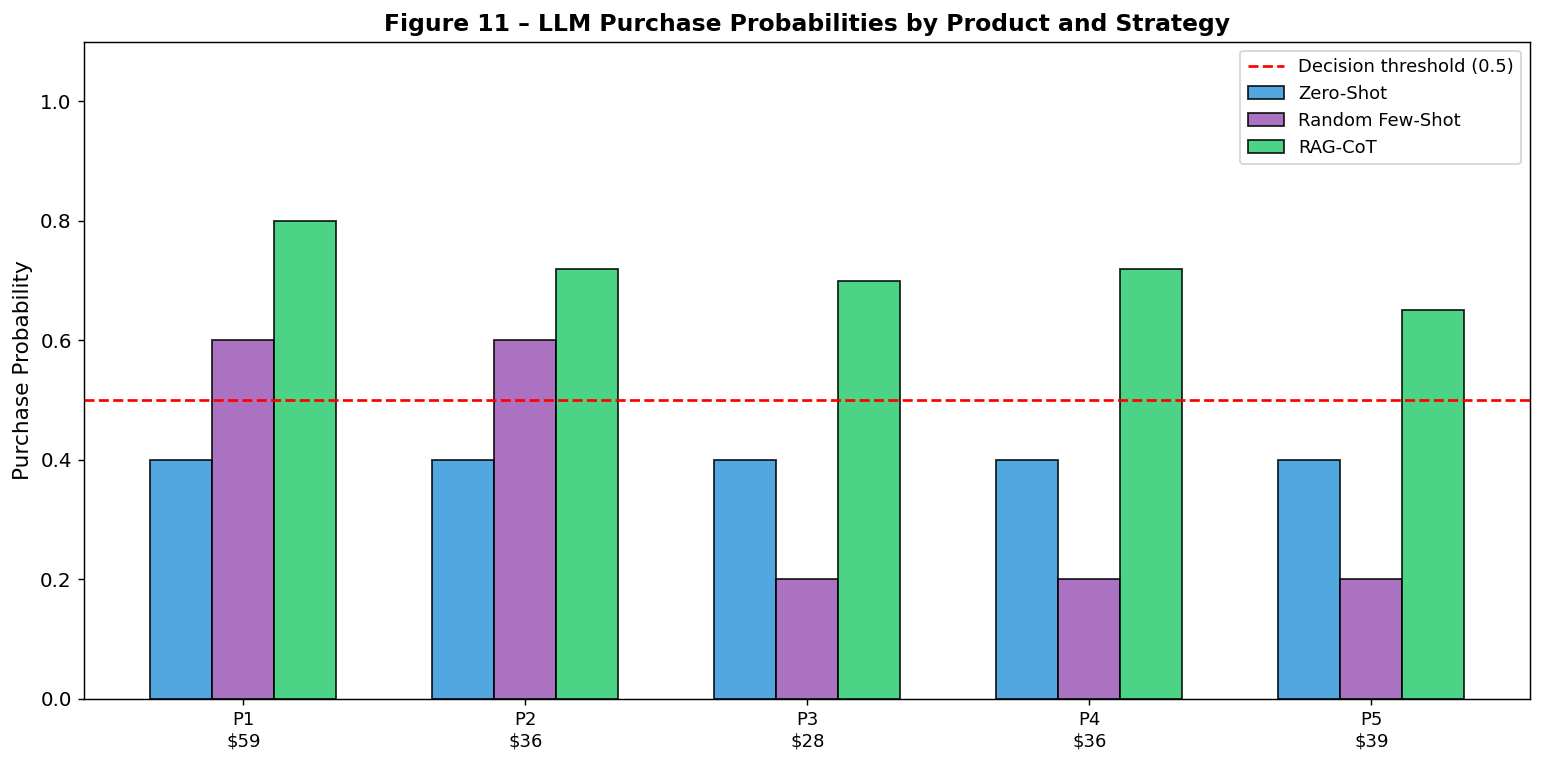 Figure 11 – LLM Purchase Probabilities by Product and Strategy
Decision threshold (0.5)
Zero-Shot
Random Few-Shot
RAG-CoT
Purchase Probability
1.0
0.8
0.6
0.4
0.2
0.0
P1 P2 P3 P4 P5
$59 $36 $28 $36 $39